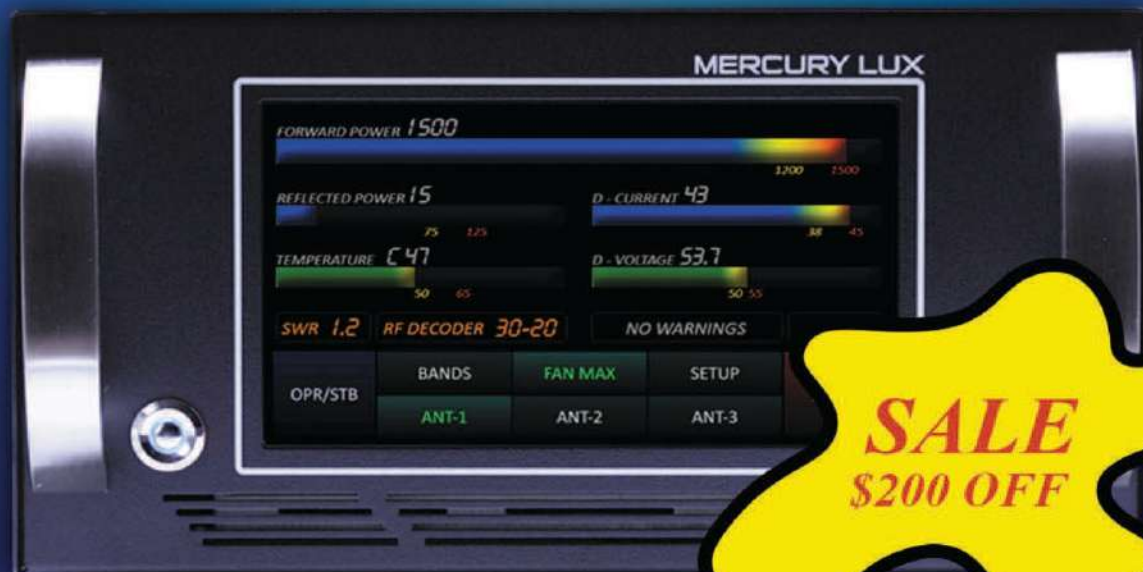 MERCURY LUX
FORWARD POWER 1500
1200 1500
REFLECTED POWER 15
D - CURRENT 43
75 125
38 45
TEMPERATURE C 47
D - VOLTAGE 53.7
50 65
50 55
SWR 1.2 RF DECODER 30-20 NO WARNINGS
OPR/STB
BANDS FAN MAX SETUP
ANT-1 ANT-2 ANT-3
SALE
$200 OFF